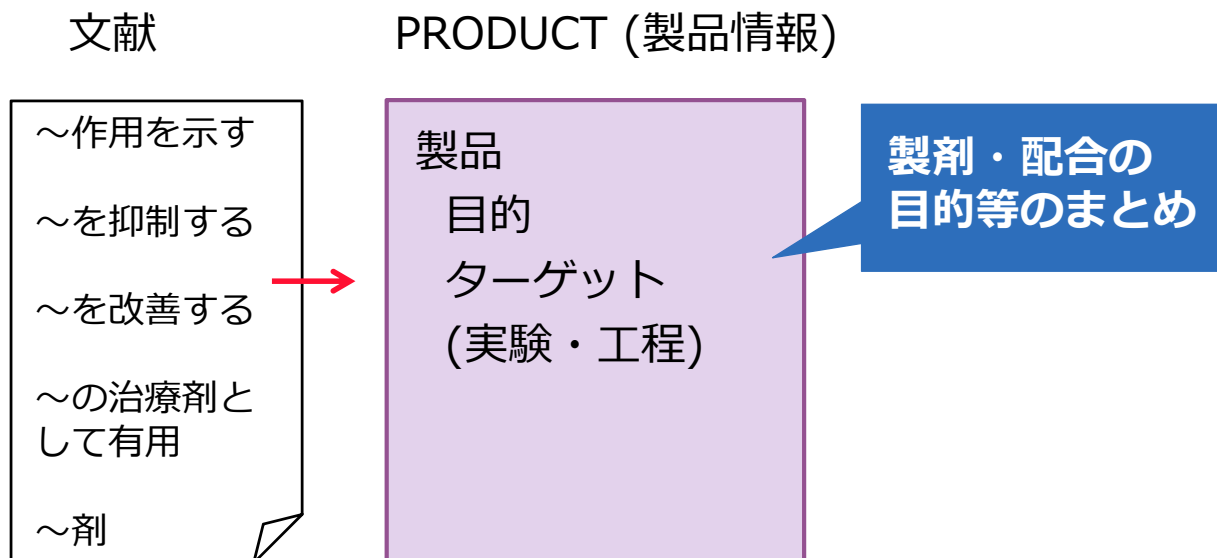 文献
PRODUCT (製品情報)
～作用を示す
～を抑制する
～を改善する
～の治療剤と
して有用
～剤
製品
目的
ターゲット
(実験・工程)
製剤・配合の
目的等のまとめ